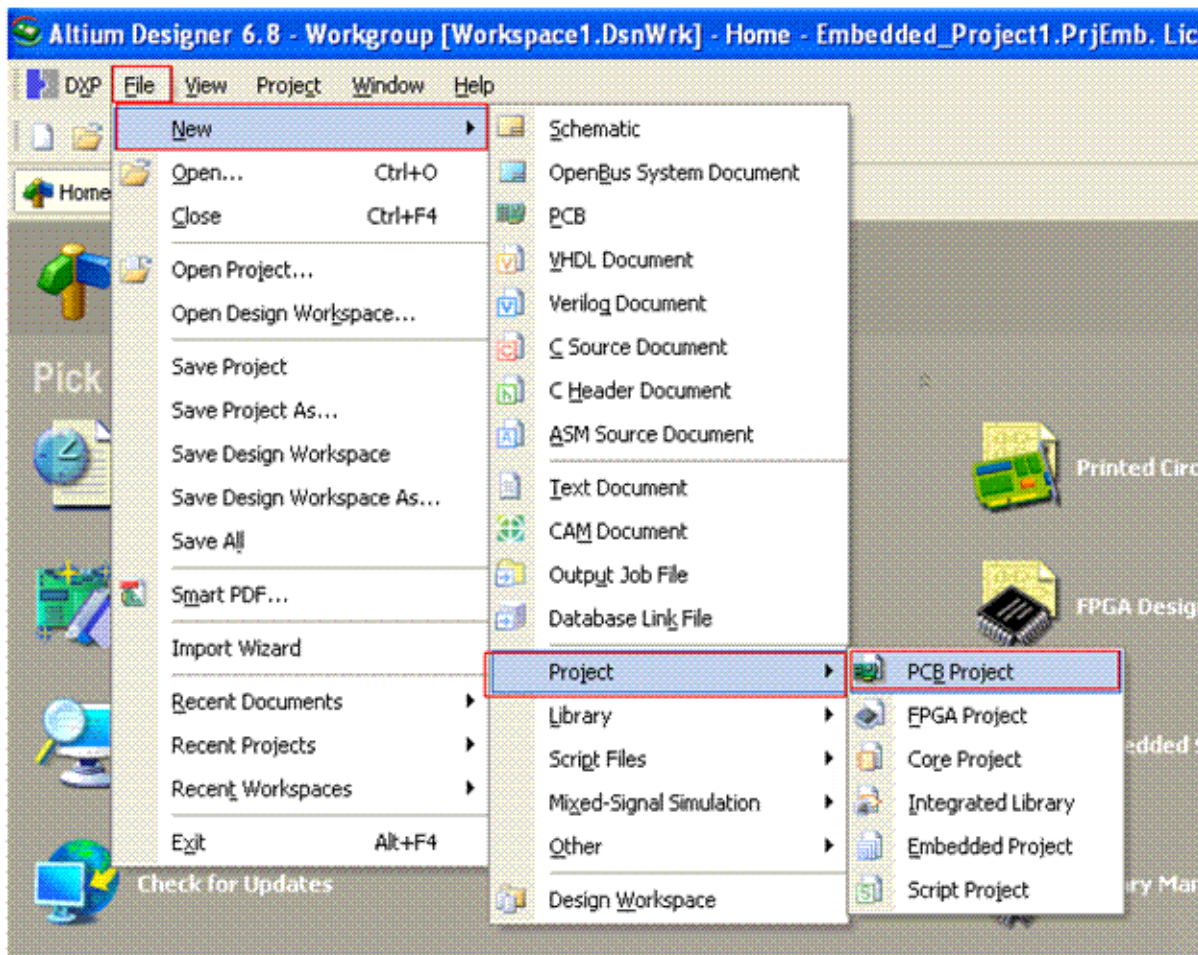 Altium Designer 6.8 - Workgroup [Workspace1.DsnWrk] - Home - Embedded_Project1.PrjEmb. Lic
DXP File View Project Window Help
Home
New
Open... Ctrl+O
Close Ctrl+F4
Open Project...
Open Design Workspace...
Save Project
Save Project As...
Save Design Workspace
Save Design Workspace As...
Save All
Smart PDF...
Import Wizard
Recent Documents
Recent Projects
Recent Workspaces
Exit Alt+F4
Schematic
OpenBus System Document
PCB
VHDL Document
Verilog Document
C Source Document
C Header Document
ASM Source Document
Text Document
CAM Document
Output Job File
Database Link File
Project
Library
Script Files
Mixed-Signal Simulation
Other
Design Workspace
PCB Project
FPGA Project
Core Project
Integrated Library
Embedded Project
Script Project
Pick
Check for Updates
Printed Circ
FPGA Desig
edded S
ry Mar